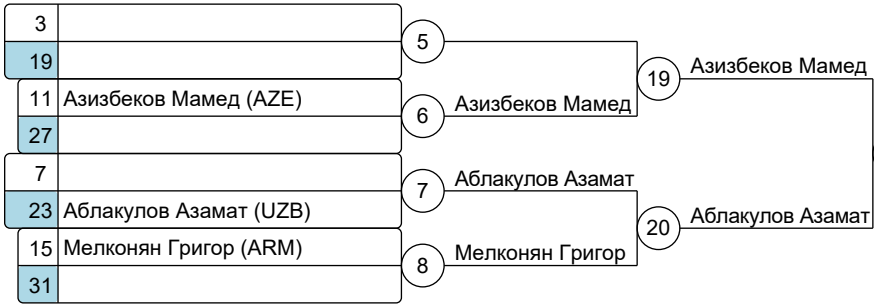 3
19
5
11 Азизбеков Мамед (AZE)
27
6
Азизбеков Мамед
19
Азизбеков Мамед
7
23 Аблакулов Азамат (UZB)
7
Аблакулов Азамат
15 Мелконян Григор (ARM)
31
8
Мелконян Григор
20
Аблакулов Азамат